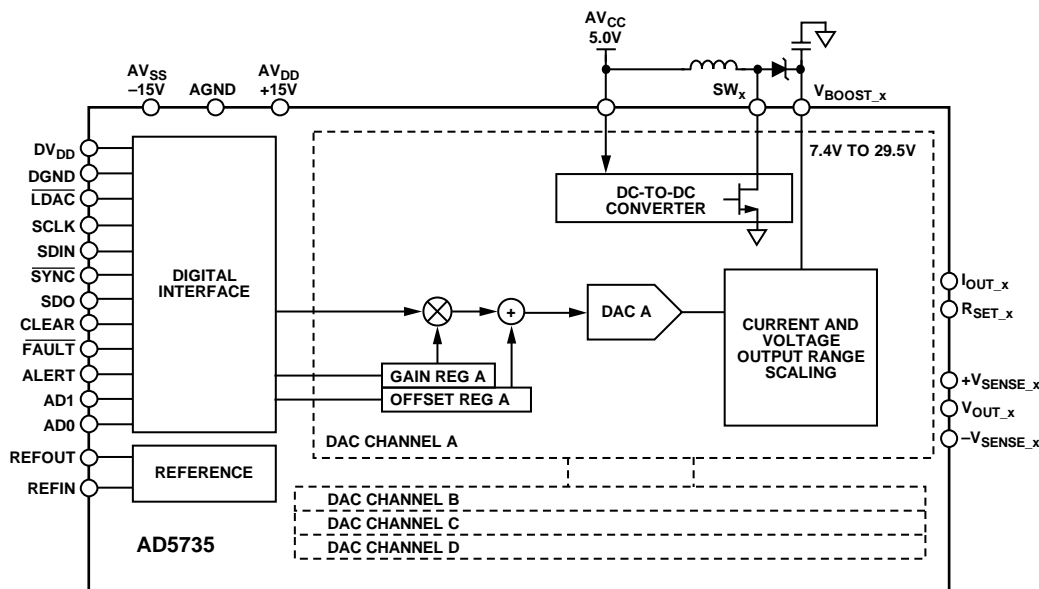 AVCC
5.0V
AVSS
–15V
AGND
AVDD
+15V
SWx
VBOOST_x
7.4V TO 29.5V
DVDD
DGND
LDAC
SCLK
SDIN
SYNC
SDO
CLEAR
FAULT
ALERT
AD1
AD0
REFOUT
REFIN
DIGITAL
INTERFACE
REFERENCE
DC-TO-DC
CONVERTER
+
DAC A
GAIN REG A
OFFSET REG A
CURRENT AND
VOLTAGE
OUTPUT RANGE
SCALING
DAC CHANNEL A
DAC CHANNEL B
DAC CHANNEL C
DAC CHANNEL D
IOUT_x
RSET_x
+VSENSE_x
VOUT_x
–VSENSE_x
AD5735